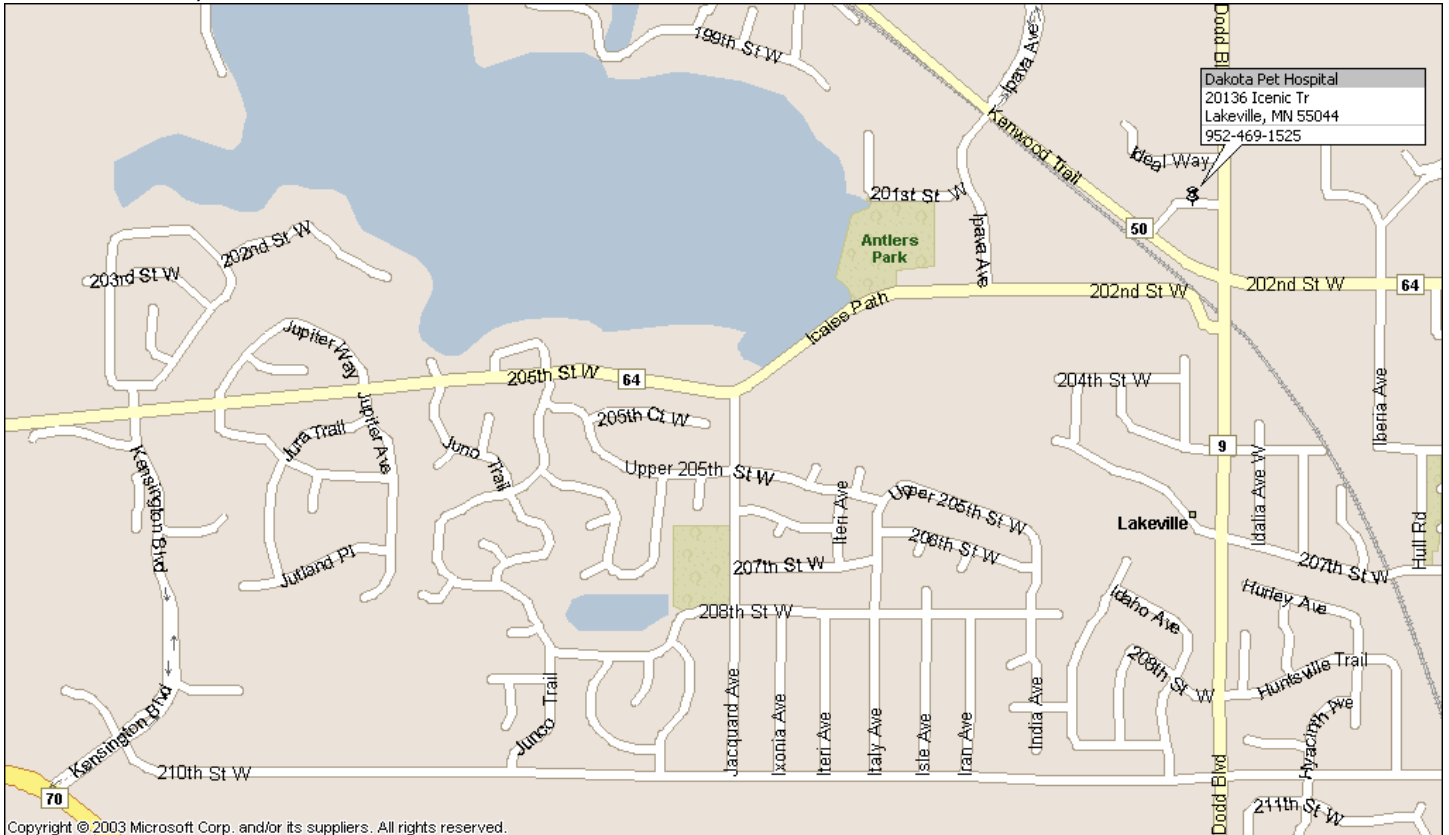 199th St W
Ipava Ave
Dodd Bl
Dakota Pet Hospital
20136 Icenic Tr
Lakeville, MN 55044
952-469-1525
Kenwood Trail
Ideal Way
201st St W
Antlers
Park
Ipava Ave
50
202nd St W
203rd St W
Icalee Path
202nd St W
202nd St W
64
Jupiter Way
205th St W
64
204th St W
Jupiter Ave
205th Ct W
Iberia Ave
Jura Trail
Juno Trail
9
Kensington Blvd
Upper 205th St W
Idalia Ave W
Iteri Ave
Upper 205th St W
Lakeville
Hull Rd
206th St W
Jutland Pl
207th St W
207th St W
208th St W
Idaho Ave
Hurley Ave
208th St W
Huntsville Trail
Kensington Blvd
Junco Trail
Jacquard Ave
Ixonia Ave
Iteri Ave
Italy Ave
Isle Ave
Iran Ave
India Ave
Hyacinth Ave
210th St W
70
Dodd Blvd
211th St W
Copyright © 2003 Microsoft Corp. and/or its suppliers. All rights reserved.